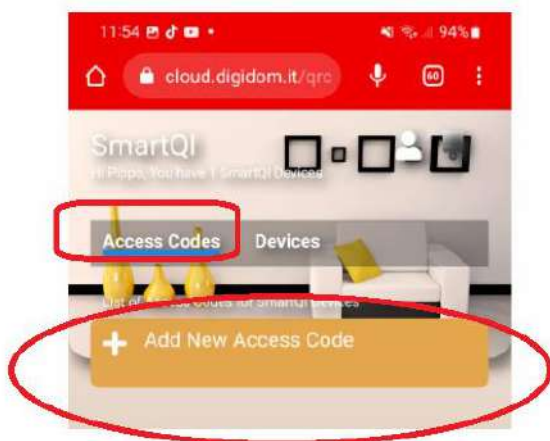 11:54
94%
cloud.digidom.it/qrc
60
SmartQI
Hi Pippo, You have 1 SmartQI Devices
Access Codes Devices
List of Access Codes for SmartQI Devices
Add New Access Code